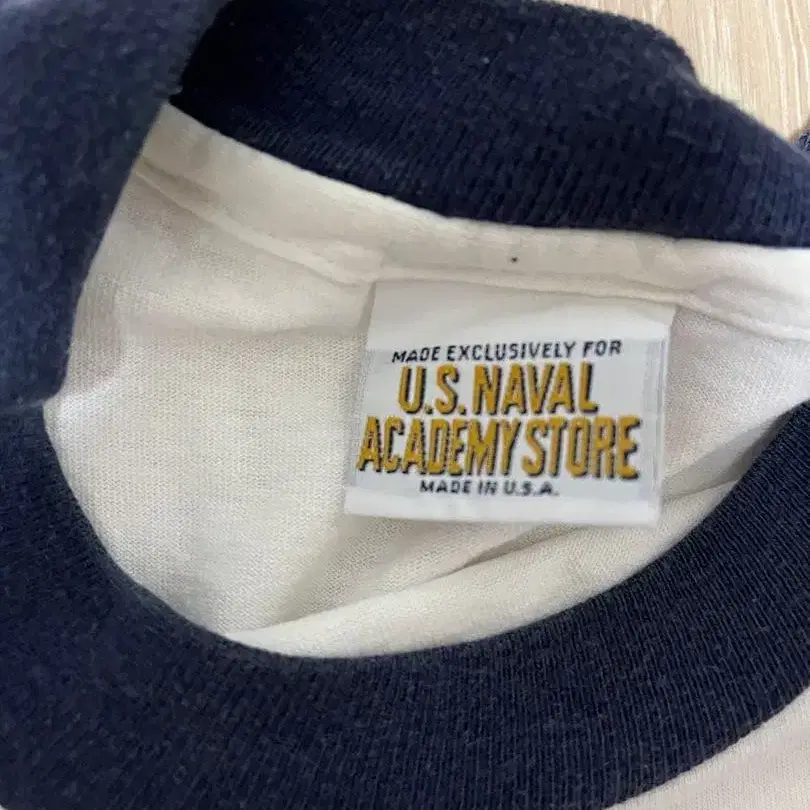 MADE EXCLUSIVELY FOR
U.S. NAVAL
ACADEMY STORE
MADE IN U.S.A.